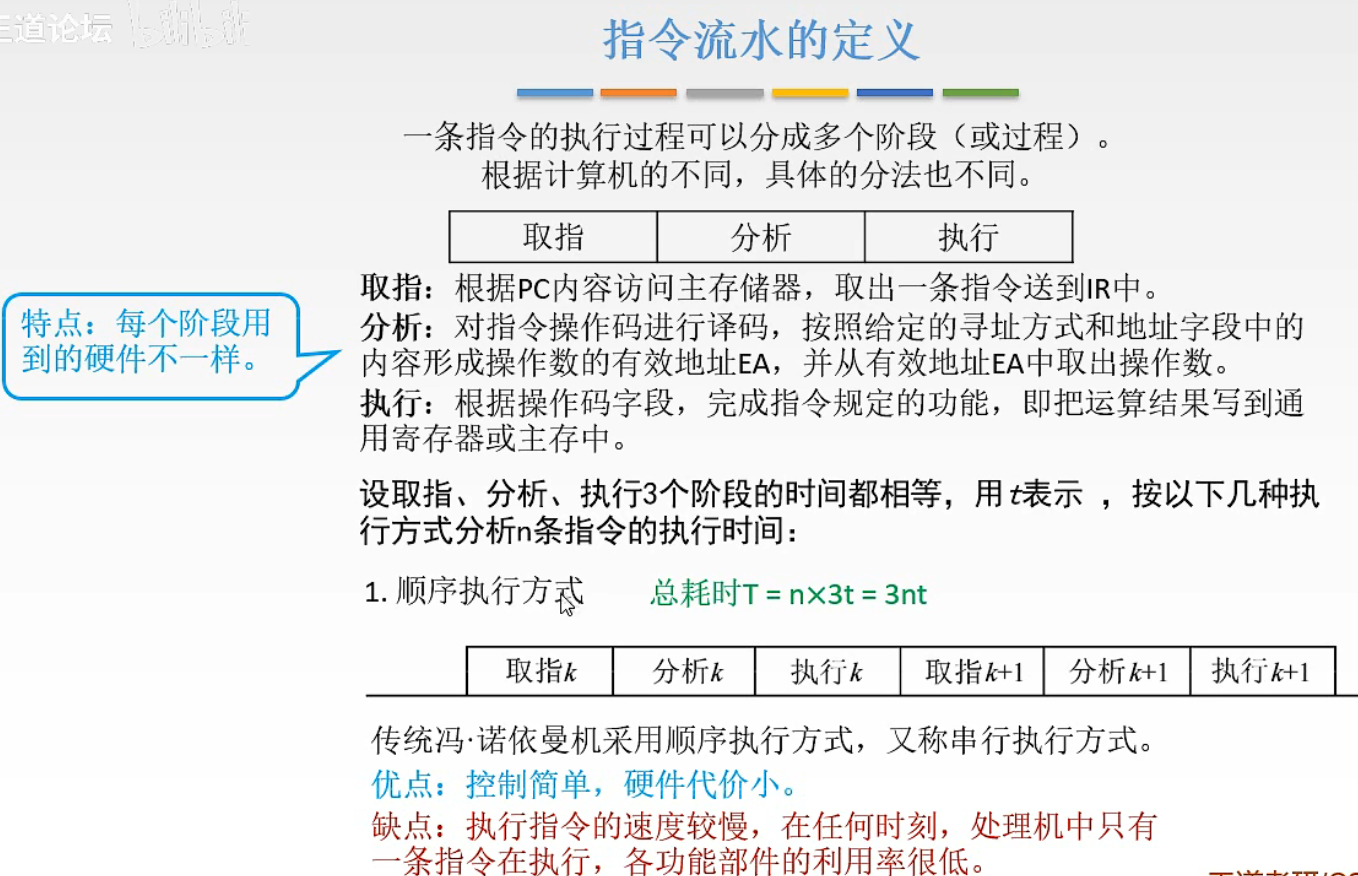 王道论坛 bilibili
指令流水的定义
一条指令的执行过程可以分成多个阶段（或过程）。
根据计算机的不同，具体的分法也不同。
取指 分析 执行
特点：每个阶段用
到的硬件不一样。
取指：根据PC内容访问主存储器，取出一条指令送到IR中。
分析：对指令操作码进行译码，按照给定的寻址方式和地址字段中的
内容形成操作数的有效地址EA，并从有效地址EA中取出操作数。
执行：根据操作码字段，完成指令规定的功能，即把运算结果写到通
用寄存器或主存中。
设取指、分析、执行3个阶段的时间都相等，用t表示 ，按以下几种执
行方式分析n条指令的执行时间：
1. 顺序执行方式 总耗时T = n×3t = 3nt
取指k 分析k 执行k 取指k+1 分析k+1 执行k+1
传统冯·诺依曼机采用顺序执行方式，又称串行执行方式。
优点：控制简单，硬件代价小。
缺点：执行指令的速度较慢，在任何时刻，处理机中只有
一条指令在执行，各功能部件的利用率很低。